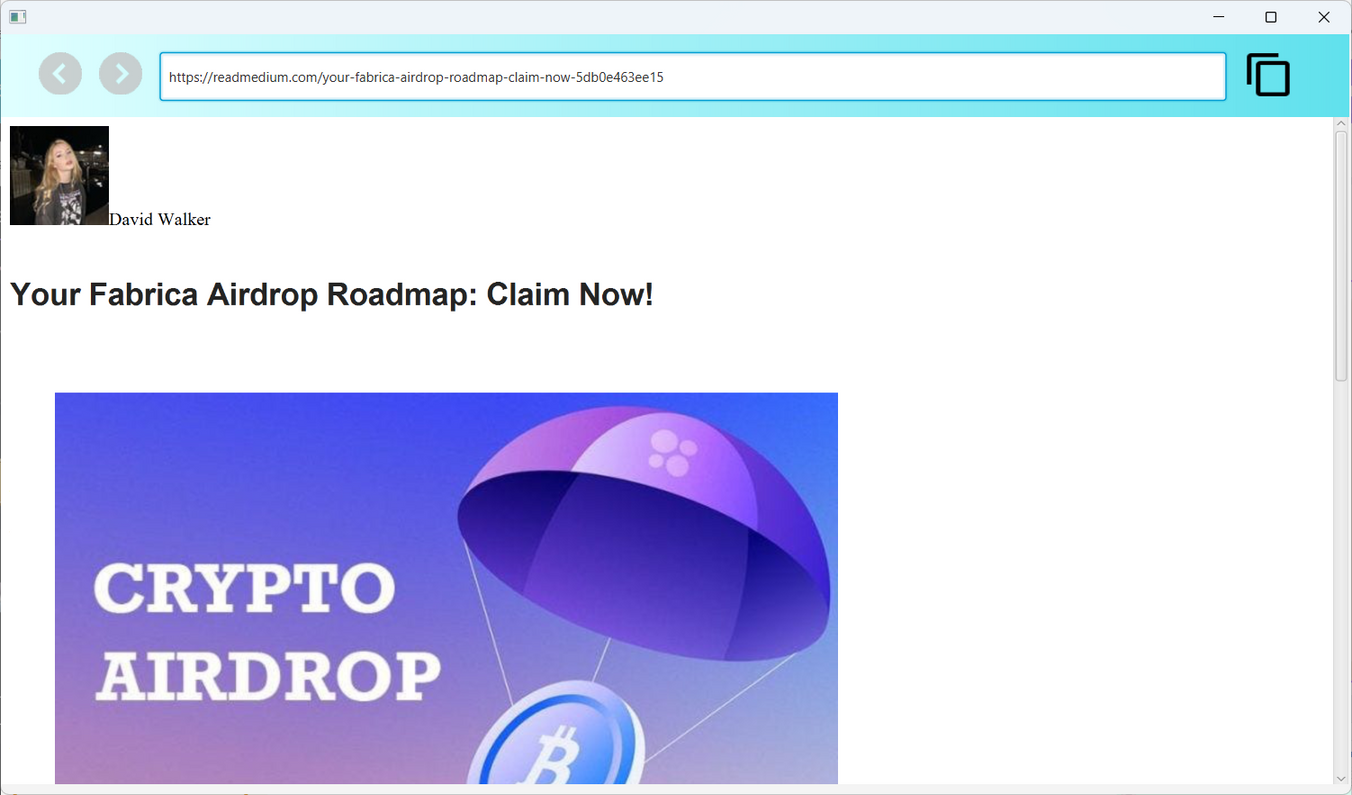 https://readmedium.com/your-fabrica-airdrop-roadmap-claim-now-5db0e463ee15
David Walker
Your Fabrica Airdrop Roadmap: Claim Now!
CRYPTO
AIRDROP